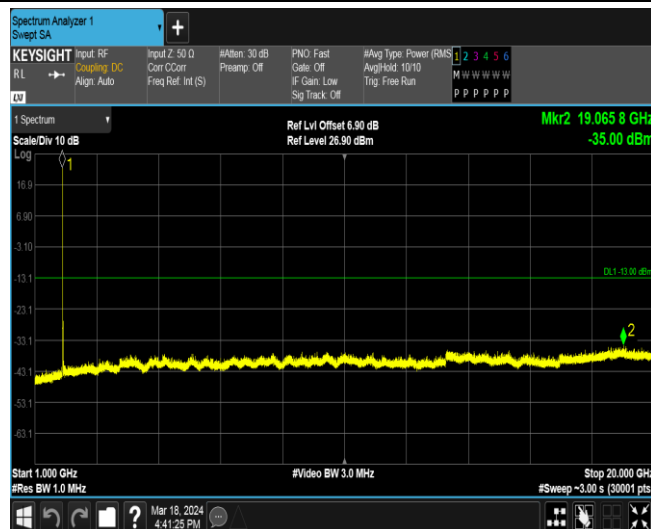 Spectrum Analyzer 1
Swept SA
+
KEYSIGHT Input: RF Input Z: 50 Ω #Atten: 30 dB PNO: Fast #Avg Type: Power (RMS 1 2 3 4 5 6
RL Coupling: DC Corr CCorr Preamp: Off Gate: Off Avg|Hold: 10/10 M W W W W W
Align: Auto Freq Ref: Int (S) IF Gain: Low Trig: Free Run
Sig Track: Off P P P P P P
LXI
1 Spectrum Ref Lvl Offset 6.90 dB Mkr2 19.065 8 GHz
Scale/Div 10 dB Ref Level 26.90 dBm -35.00 dBm
Log
1
16.9
6.90
-3.10
-13.1 DL1 -13.00 dBm
-23.1
2
-33.1
-43.1
-53.1
-63.1
Start 1.000 GHz #Video BW 3.0 MHz Stop 20.000 GHz
#Res BW 1.0 MHz #Sweep ~3.00 s (30001 pts
? Mar 18, 2024
4:41:25 PM